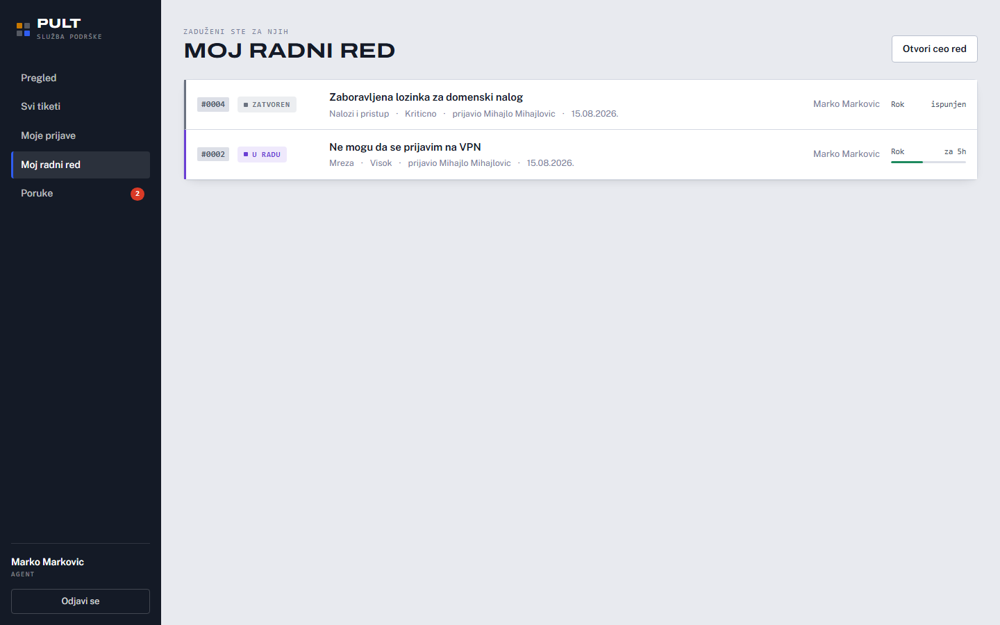 PULT
SLUŽBA PODRŠKE
Pregled
Svi tiketi
Moje prijave
Moj radni red
Poruke 2
Marko Markovic
AGENT
Odjavi se
ZADUŽENI STE ZA NJIH
MOJ RADNI RED
Otvori ceo red
#0004 ZATVOREN Zaboravljena lozinka za domenski nalog Marko Markovic Rok ispunjen
Nalozi i pristup · Kriticno · prijavio Mihajlo Mihajlovic · 15.08.2026.
#0002 U RADU Ne mogu da se prijavim na VPN Marko Markovic Rok za 5h
Mreza · Visok · prijavio Mihajlo Mihajlovic · 15.08.2026.